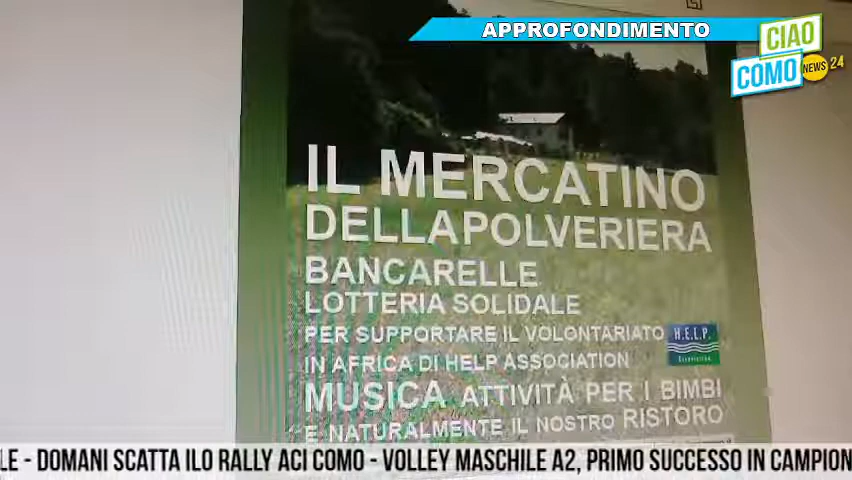 APPROFONDIMENTO
CIAO
COMO NEWS 24
IL MERCATINO
DELLAPOLVERIERA
BANCARELLE
LOTTERIA SOLIDALE
PER SUPPORTARE IL VOLONTARIATO
H.E.L.P.
IN AFRICA DI HELP ASSOCIATION
MUSICA ATTIVITÀ PER I BIMBI
E NATURALMENTE IL NOSTRO RISTORO
LE - DOMANI SCATTA ILO RALLY ACI COMO - VOLLEY MASCHILE A2, PRIMO SUCCESSO IN CAMPION